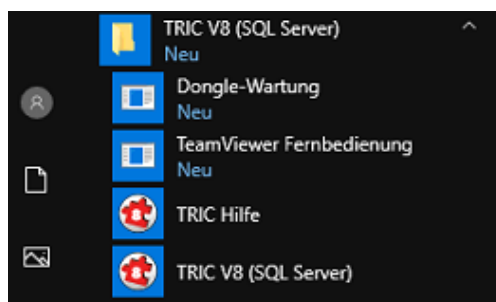 TRIC V8 (SQL Server)
Neu
Dongle-Wartung
Neu
TeamViewer Fernbedienung
Neu
TRIC Hilfe
TRIC V8 (SQL Server)